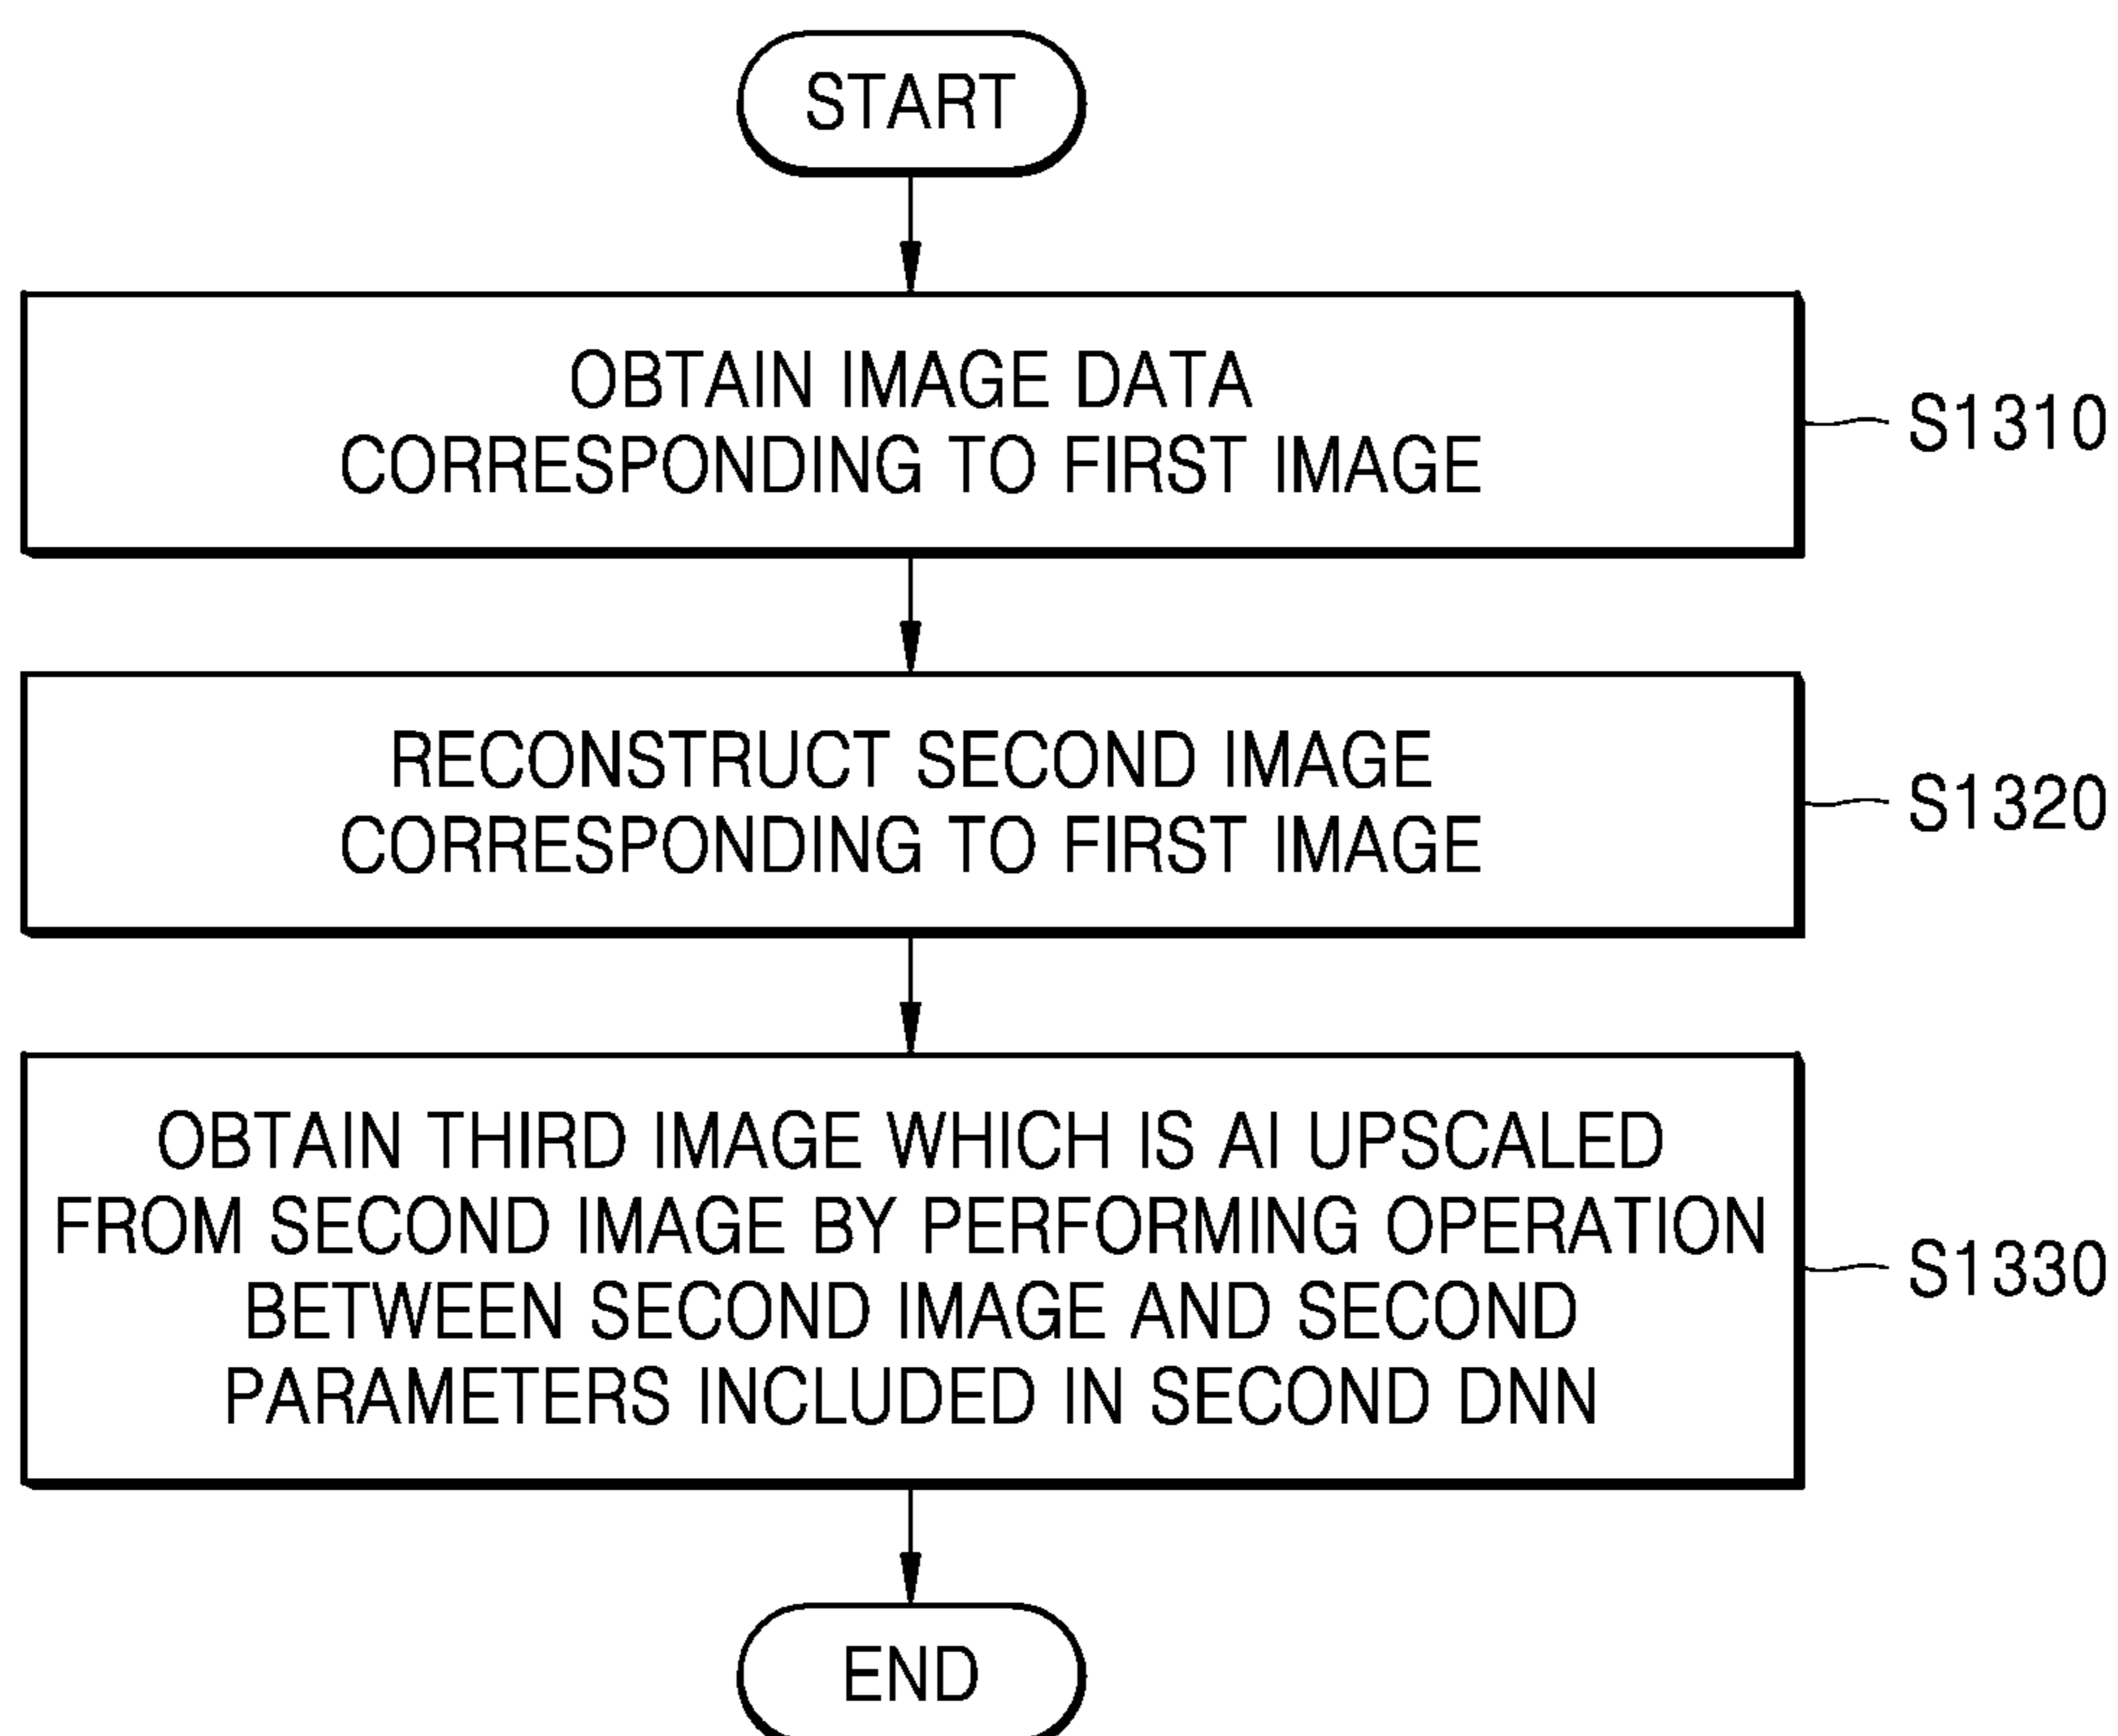 START
OBTAIN IMAGE DATA
CORRESPONDING TO FIRST IMAGE
S1310
RECONSTRUCT SECOND IMAGE
CORRESPONDING TO FIRST IMAGE
S1320
OBTAIN THIRD IMAGE WHICH IS AI UPSCALED
FROM SECOND IMAGE BY PERFORMING OPERATION
BETWEEN SECOND IMAGE AND SECOND
PARAMETERS INCLUDED IN SECOND DNN
S1330
END